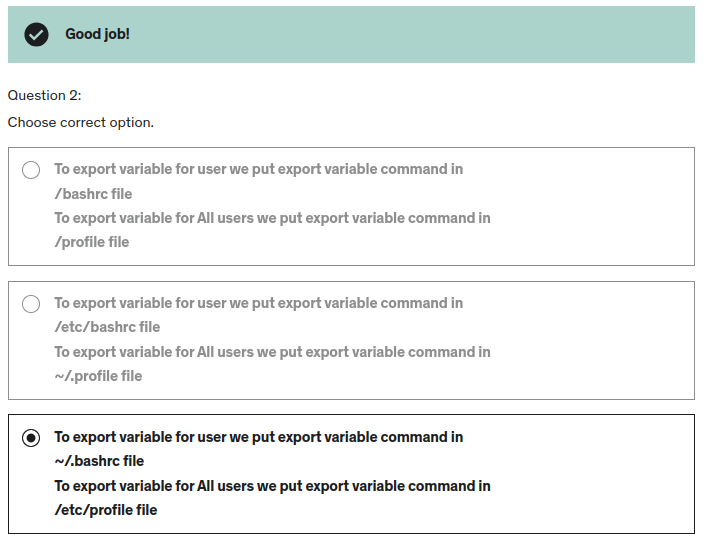 Good job!
Question 2:
Choose correct option.
To export variable for user we put export variable command in
/bashrc file
To export variable for All users we put export variable command in
/profile file
To export variable for user we put export variable command in
/etc/bashrc file
To export variable for All users we put export variable command in
~/.profile file
To export variable for user we put export variable command in
~/.bashrc file
To export variable for All users we put export variable command in
/etc/profile file